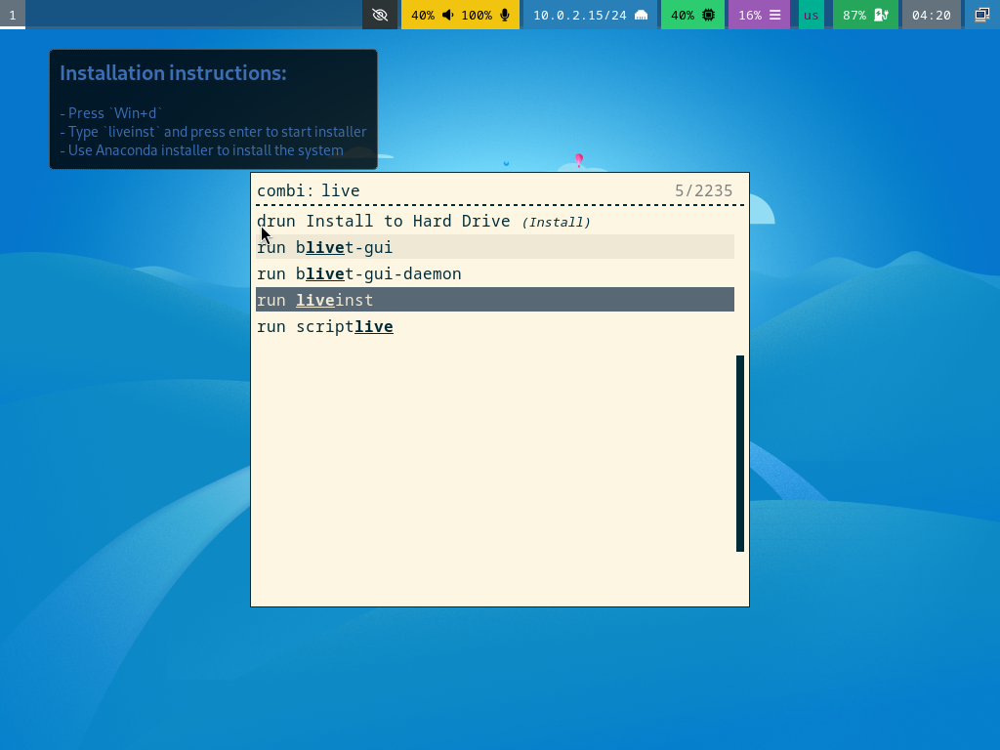 1 40% 100% 10.0.2.15/24 40% 16% us 87% 04:20
Installation instructions:
- Press `Win+d`
- Type `liveinst` and press enter to start installer
- Use Anaconda installer to install the system
combi: live 5/2235
drun Install to Hard Drive (Install)
run blivet-gui
run blivet-gui-daemon
run liveinst
run scriptlive